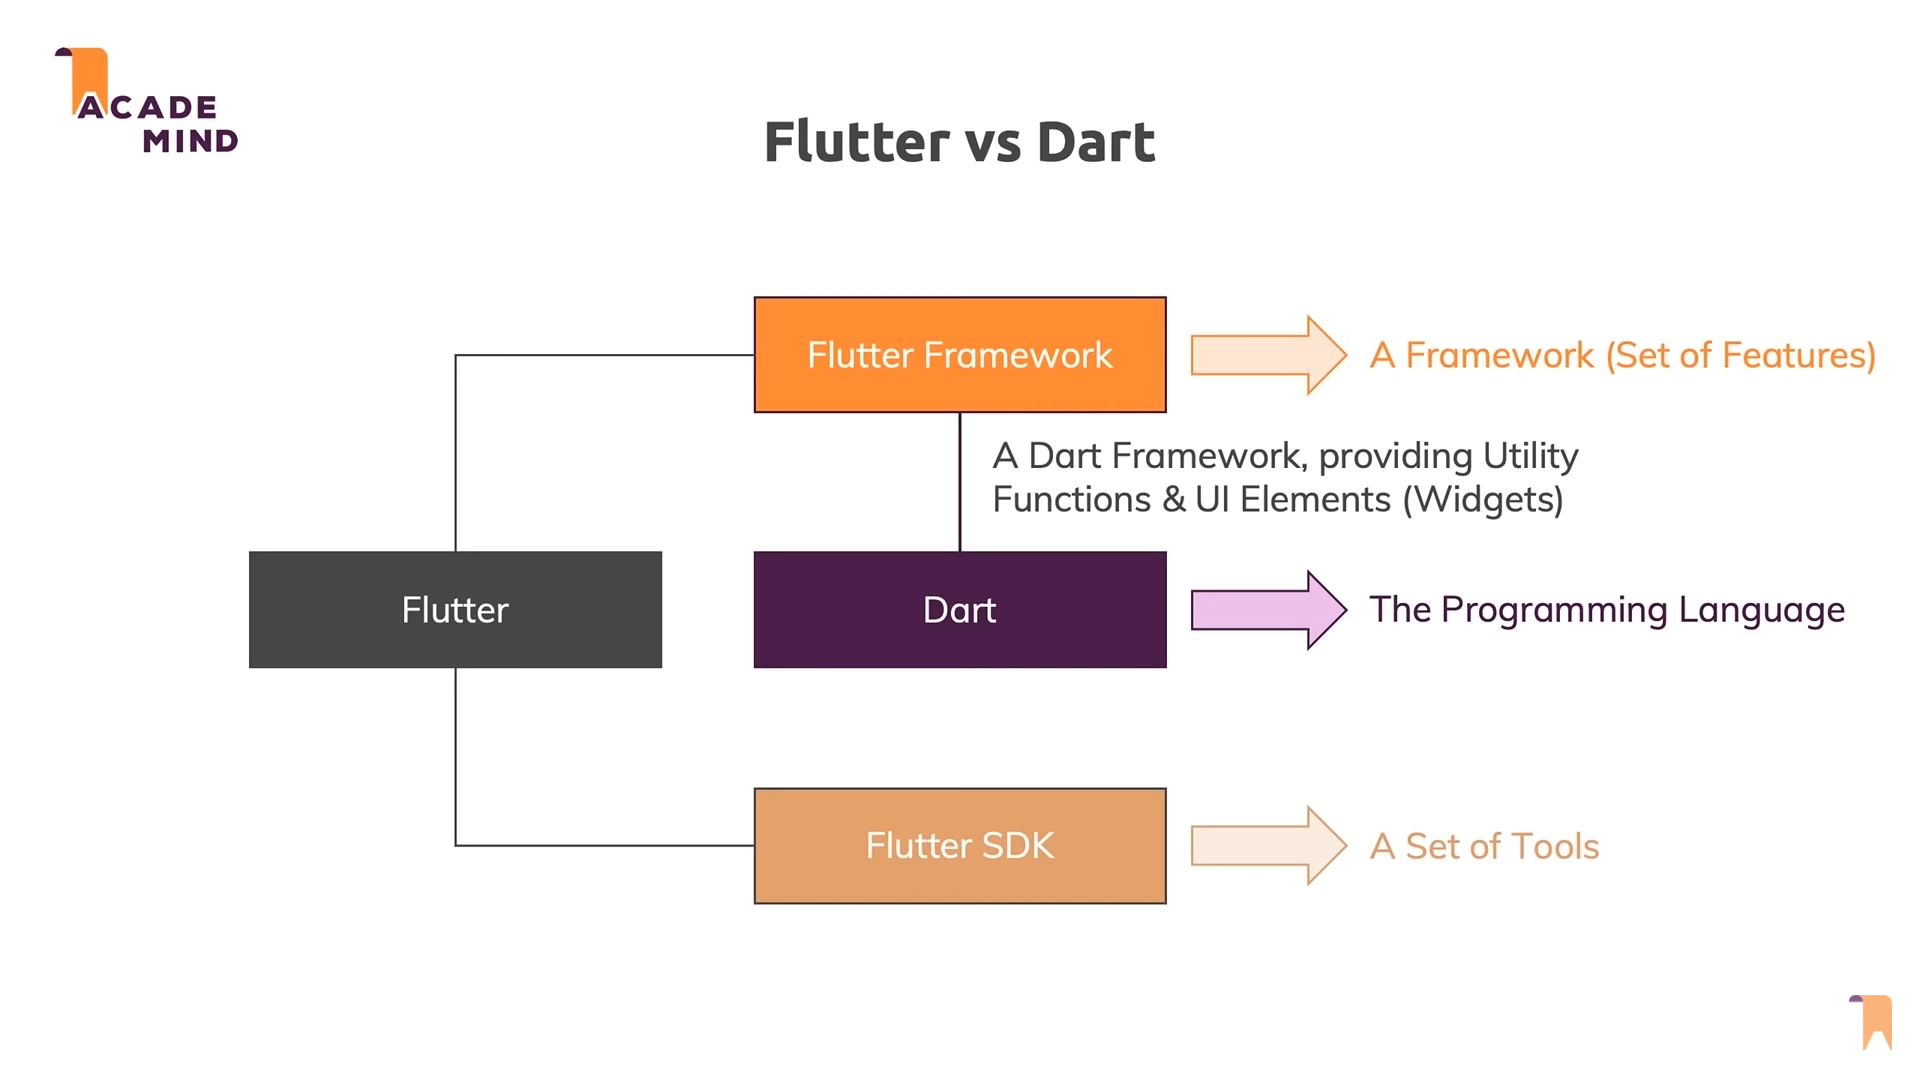 ACADE
MIND
Flutter vs Dart
Flutter Framework
A Framework (Set of Features)
A Dart Framework, providing Utility
Functions & UI Elements (Widgets)
Flutter
Dart
The Programming Language
Flutter SDK
A Set of Tools